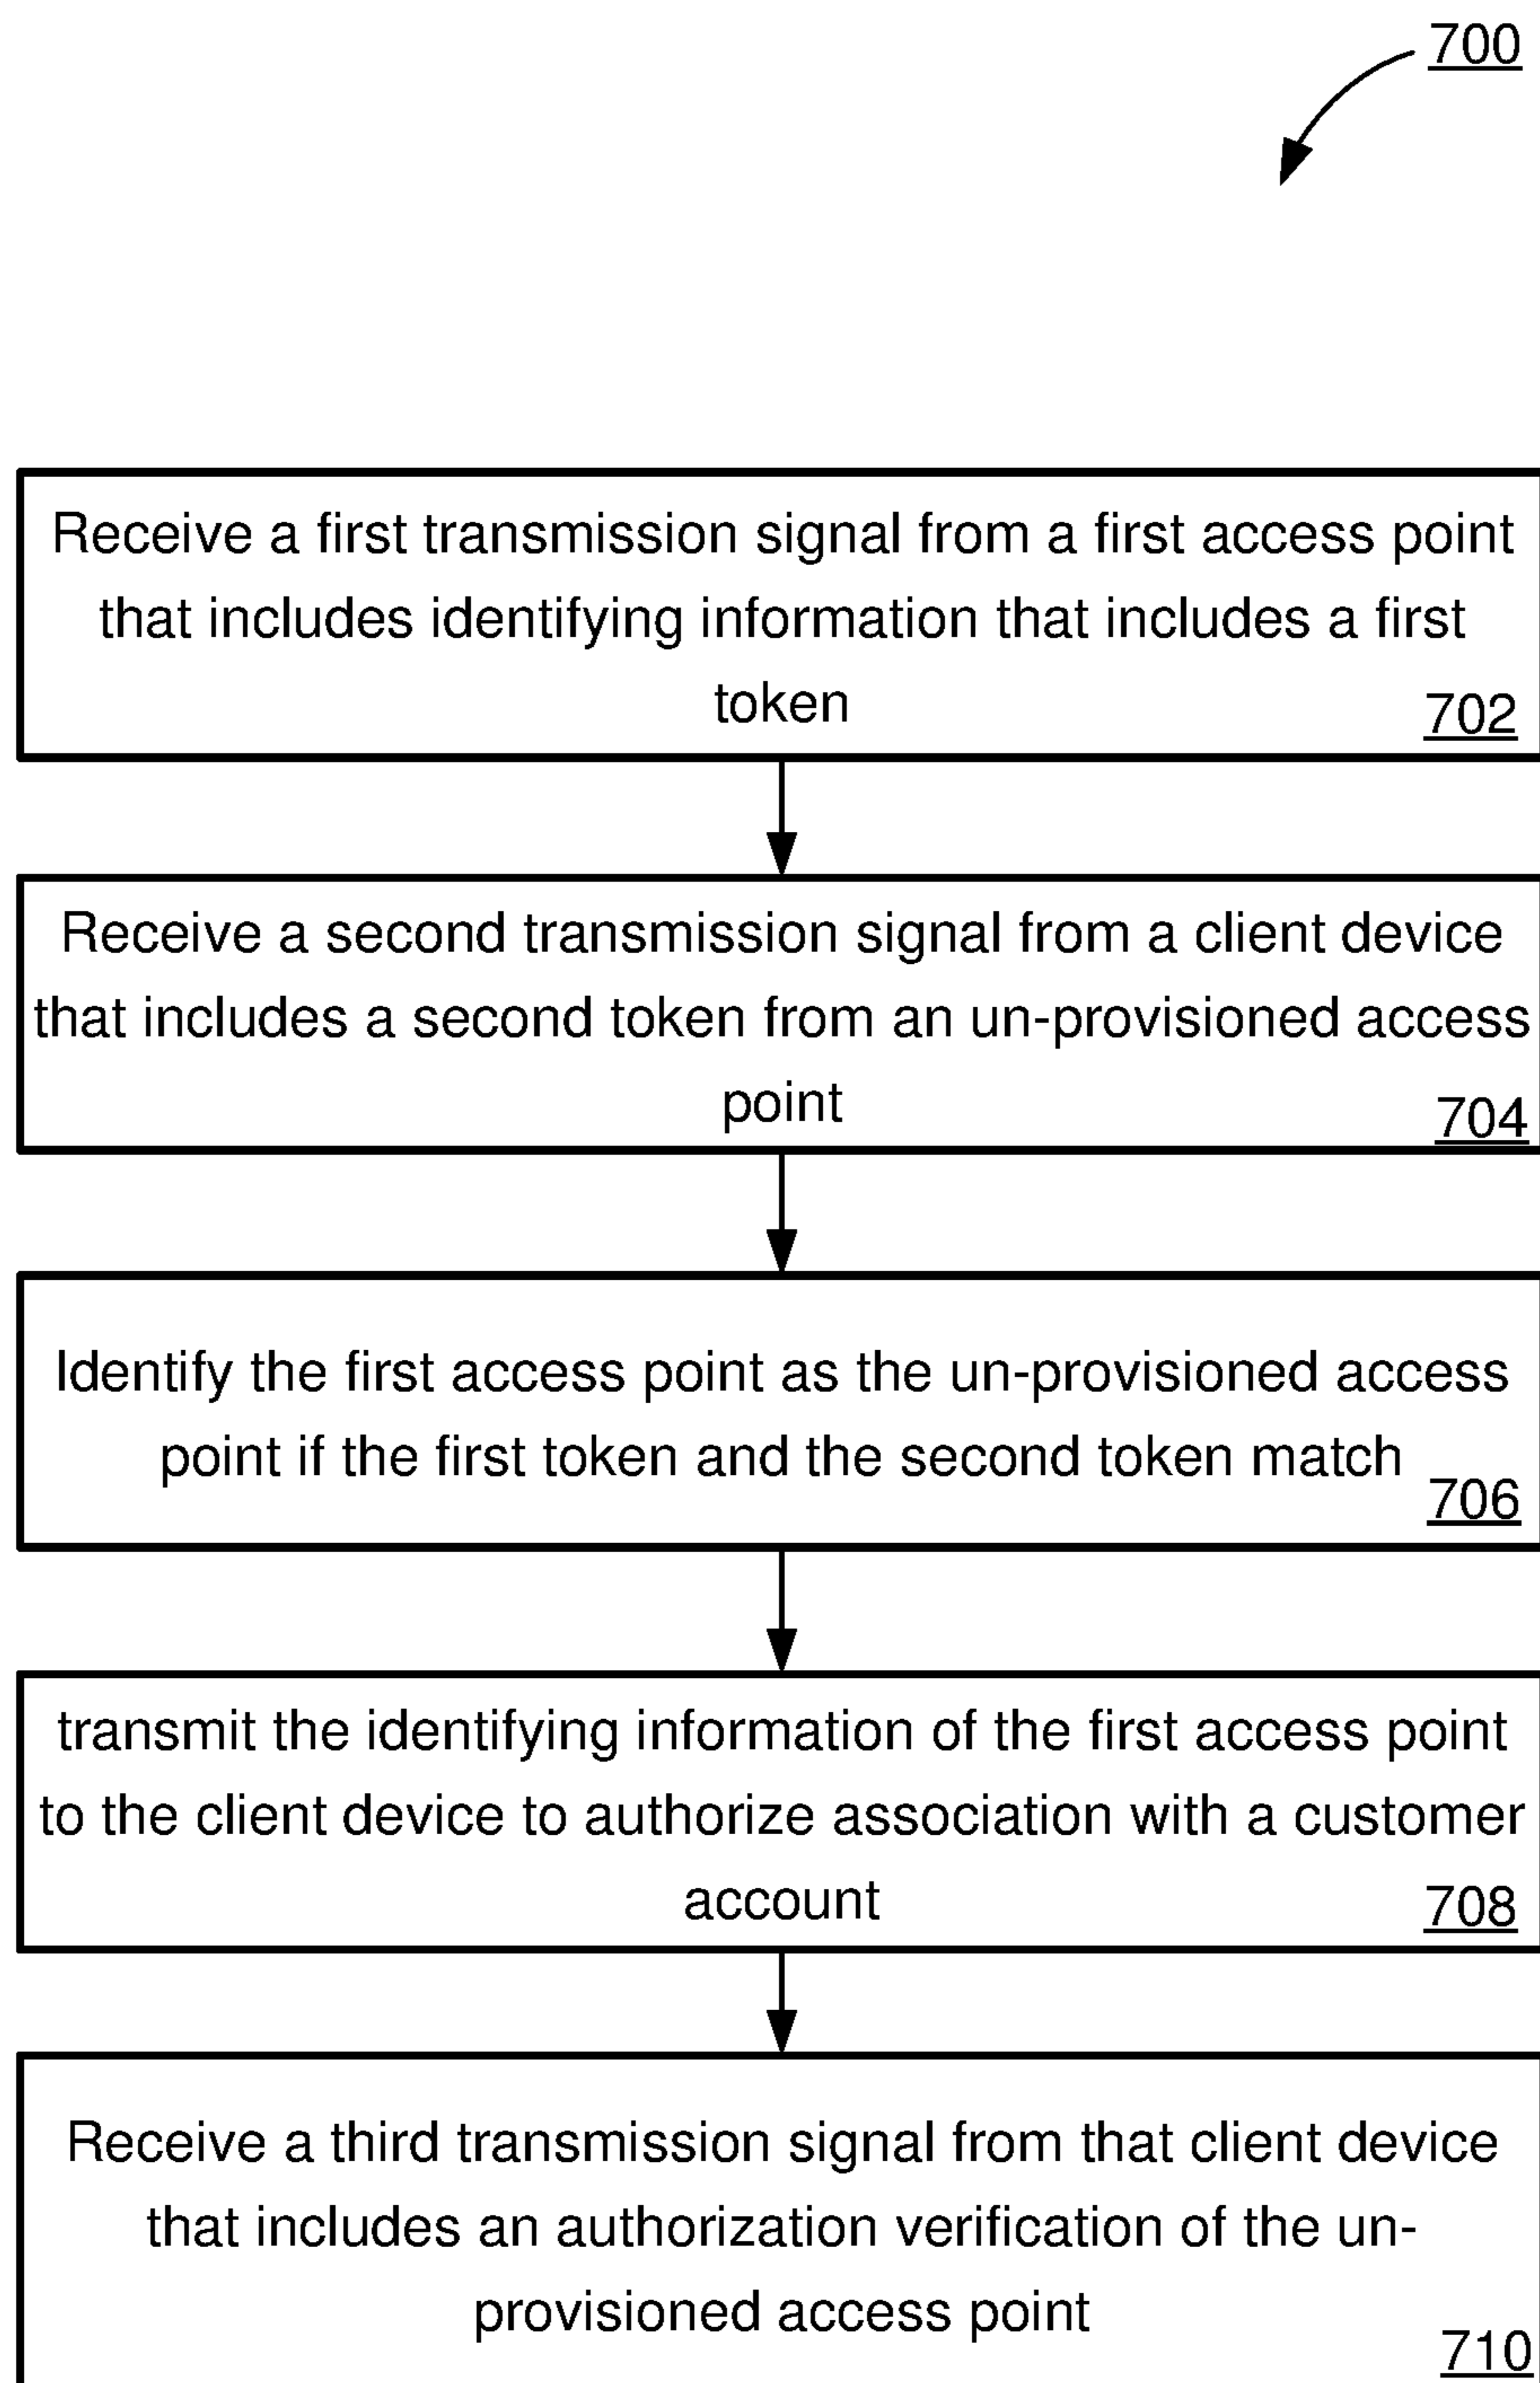 700
Receive a first transmission signal from a first access point
that includes identifying information that includes a first
token
702
Receive a second transmission signal from a client device
that includes a second token from an un-provisioned access
point
704
Identify the first access point as the un-provisioned access
point if the first token and the second token match
706
transmit the identifying information of the first access point
to the client device to authorize association with a customer
account
708
Receive a third transmission signal from that client device
that includes an authorization verification of the un-
provisioned access point
710